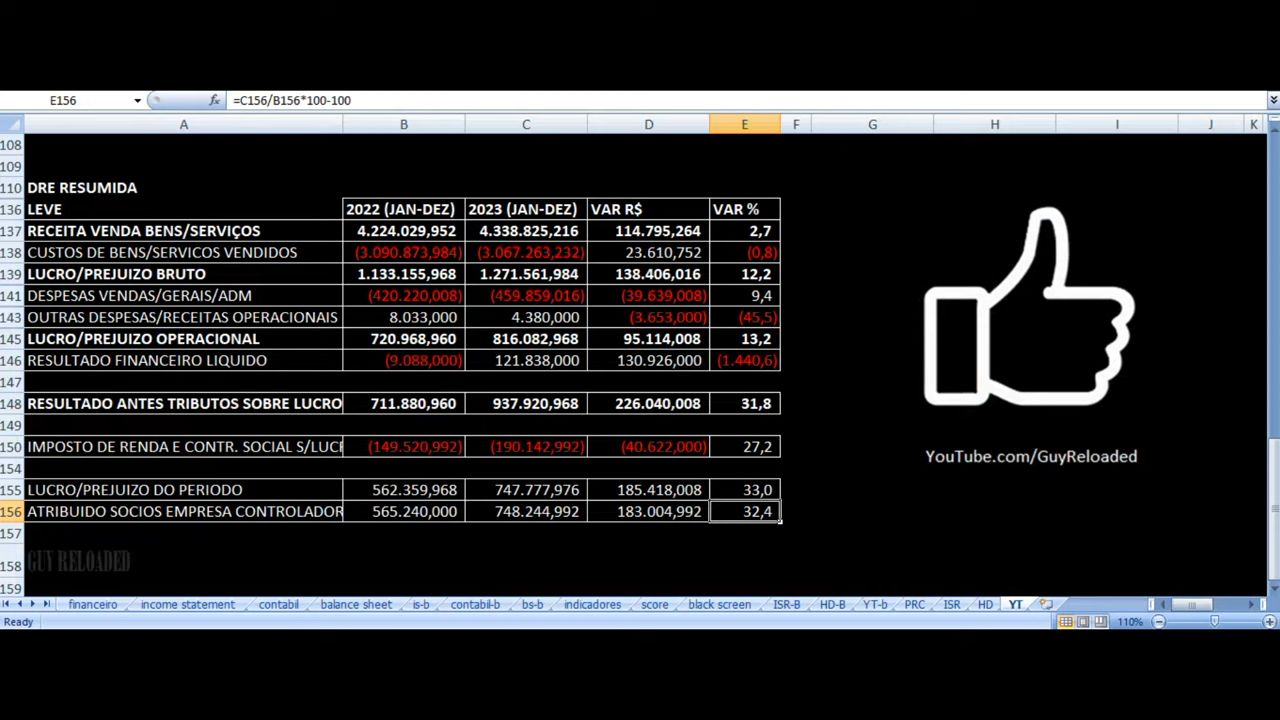 E156 fx =C156/B156*100-100
A B C D E F G H I J K
108
109
110 DRE RESUMIDA
136 LEVE 2022 (JAN-DEZ) 2023 (JAN-DEZ) VAR R$ VAR %
137 RECEITA VENDA BENS/SERVIÇOS 4.224.029,952 4.338.825,216 114.795,264 2,7
138 CUSTOS DE BENS/SERVICOS VENDIDOS (3.090.873,984) (3.067.263,232) 23.610,752 (0,8)
139 LUCRO/PREJUIZO BRUTO 1.133.155,968 1.271.561,984 138.406,016 12,2
141 DESPESAS VENDAS/GERAIS/ADM (420.220,008) (459.859,016) (39.639,008) 9,4
143 OUTRAS DESPESAS/RECEITAS OPERACIONAIS 8.033,000 4.380,000 (3.653,000) (45,5)
145 LUCRO/PREJUIZO OPERACIONAL 720.968,960 816.082,968 95.114,008 13,2
146 RESULTADO FINANCEIRO LIQUIDO (9.088,000) 121.838,000 130.926,000 (1.440,6)
147
148 RESULTADO ANTES TRIBUTOS SOBRE LUCRO 711.880,960 937.920,968 226.040,008 31,8
149
150 IMPOSTO DE RENDA E CONTR. SOCIAL S/LUCR (149.520,992) (190.142,992) (40.622,000) 27,2
154
155 LUCRO/PREJUIZO DO PERIODO 562.359,968 747.777,976 185.418,008 33,0
156 ATRIBUIDO SOCIOS EMPRESA CONTROLADOR 565.240,000 748.244,992 183.004,992 32,4
157
158 GUY RELOADED
159
YouTube.com/GuyReloaded
financeiro income statement contabil balance sheet is-b contabil-b bs-b indicadores score black screen ISR-B HD-B YT-b PRC ISR HD YT
Ready 110%